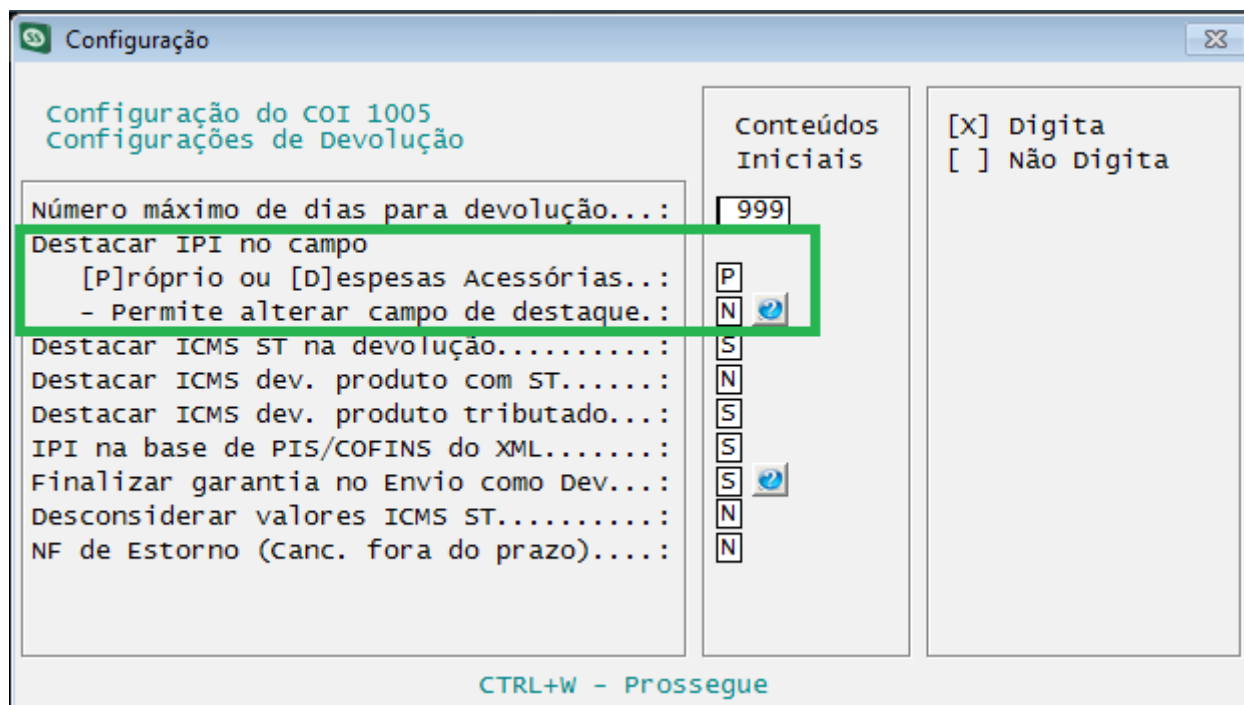 Configuração
Configuração do COI 1005
Configurações de Devolução
Conteúdos
Iniciais
[X] Digita
[ ] Não Digita
Número máximo de dias para devolução...: 999
Destacar IPI no campo
[P]róprio ou [D]espesas Acessórias..: P
- Permite alterar campo de destaque.: N
Destacar ICMS ST na devolução..........: S
Destacar ICMS dev. produto com ST......: N
Destacar ICMS dev. produto tributado...: S
IPI na base de PIS/COFINS do XML.......: S
Finalizar garantia no Envio como Dev...: S
Desconsiderar valores ICMS ST..........: N
NF de Estorno (Canc. fora do prazo)....: N
CTRL+W - Prossegue